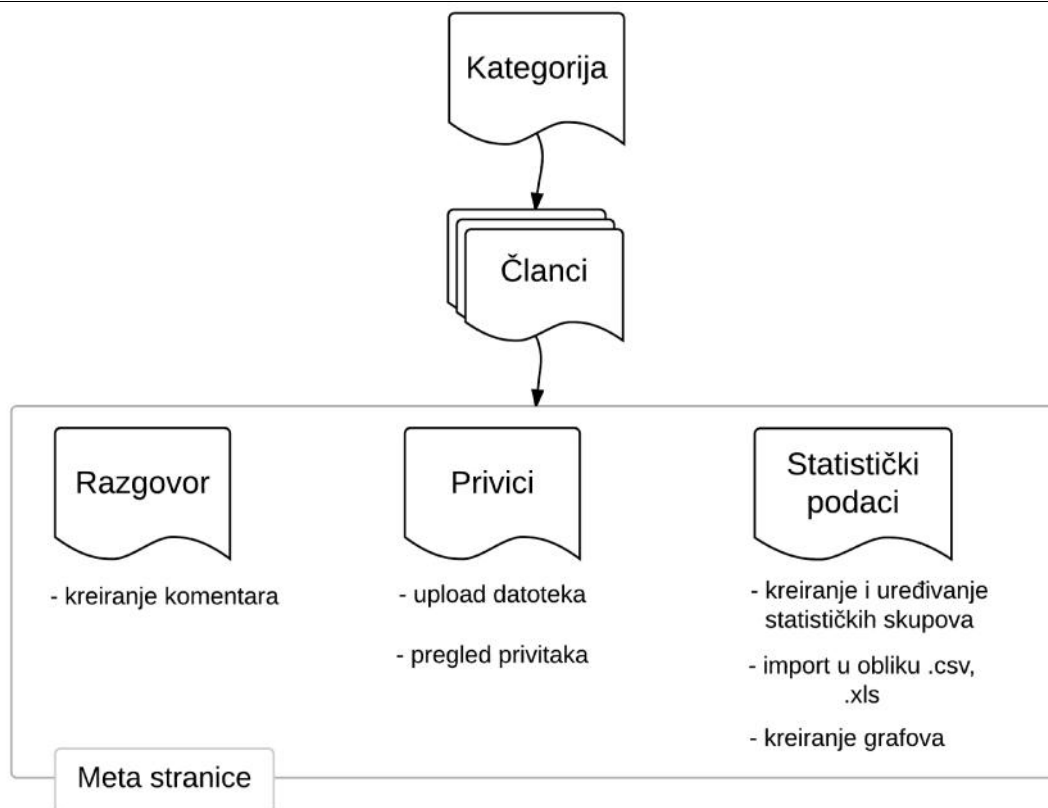 Kategorija
Članci
Razgovor
- kreiranje komentara
Privici
- upload datoteka
- pregled privitaka
Statistički
podaci
- kreiranje i uređivanje
statističkih skupova
- import u obliku .csv,
.xls
- kreiranje grafova
Meta stranice